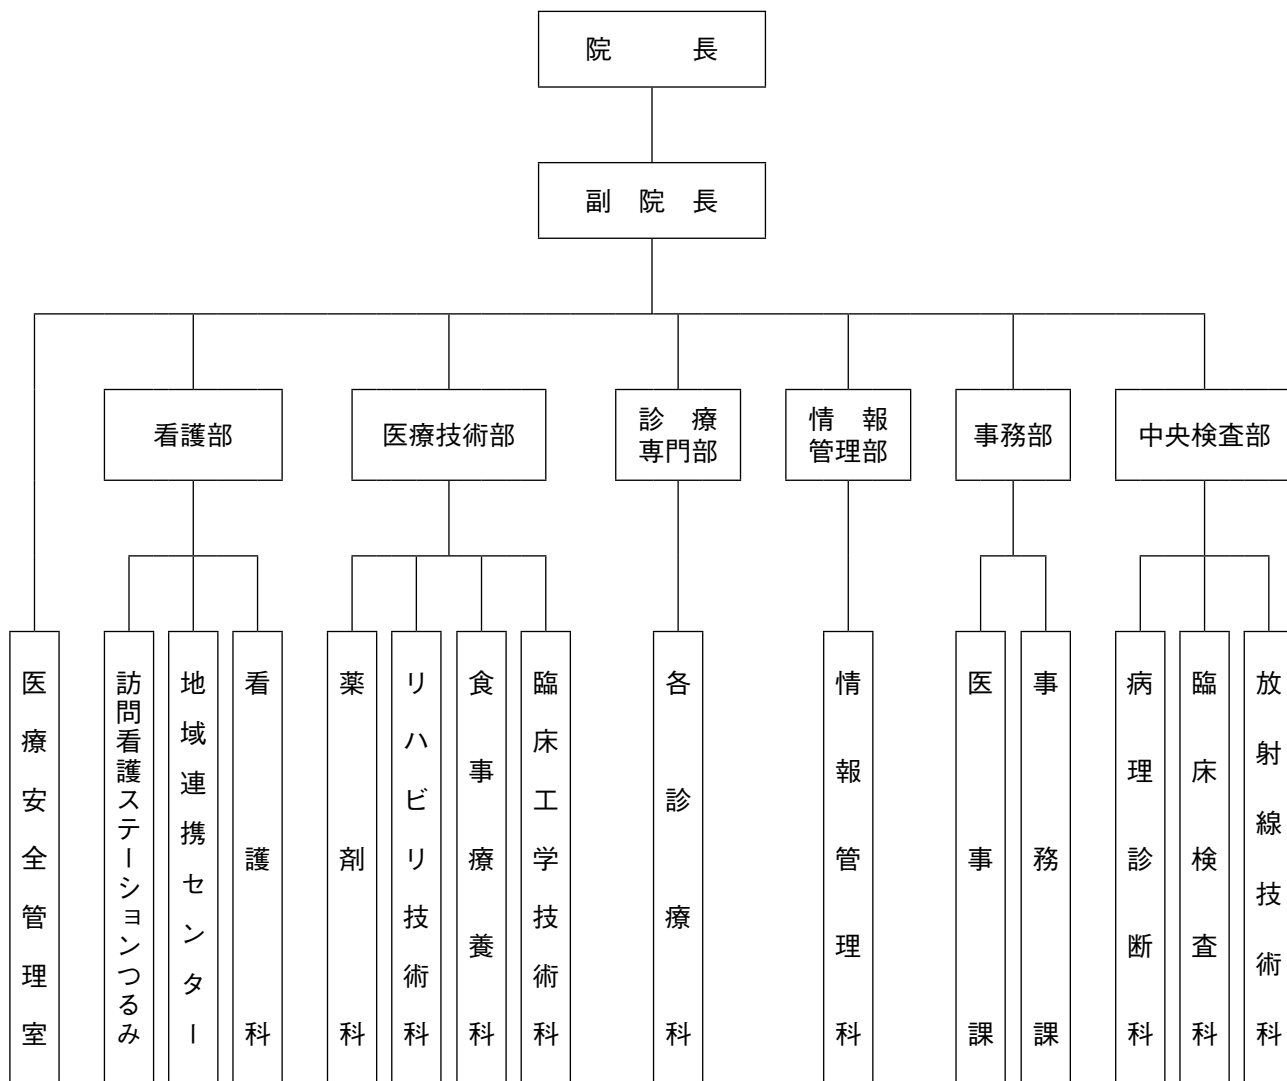 院　　　長
副　院　長
看護部
医療技術部
診　療
専門部
情　報
管理部
事務部
中央検査部
医療安全管理室
訪問看護ステーションつるみ
地域連携センター
看護科
薬剤科
リハビリ技術科
食事療養科
臨床工学技術科
各診療科
情報管理科
医事課
事務課
病理診断科
臨床検査科
放射線技術科